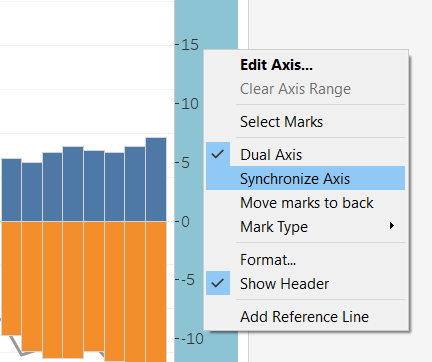 15
Edit Axis...
Clear Axis Range
10
Select Marks
5
Dual Axis
Synchronize Axis
Move marks to back
0
Mark Type
Format...
-5
Show Header
Add Reference Line
-10